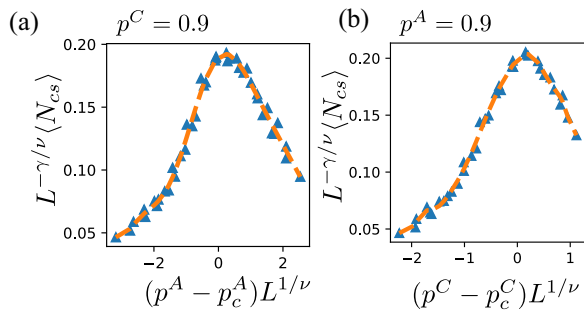 (a)
p^C = 0.9
L^{-γ/ν}⟨N_{cs}⟩
0.20
0.15
0.10
0.05
−2
0
2
(p^A − p_c^A)L^{1/ν}
(b)
p^A = 0.9
L^{-γ/ν}⟨N_{cs}⟩
0.20
0.15
0.10
0.05
−2
−1
0
1
(p^C − p_c^C)L^{1/ν}